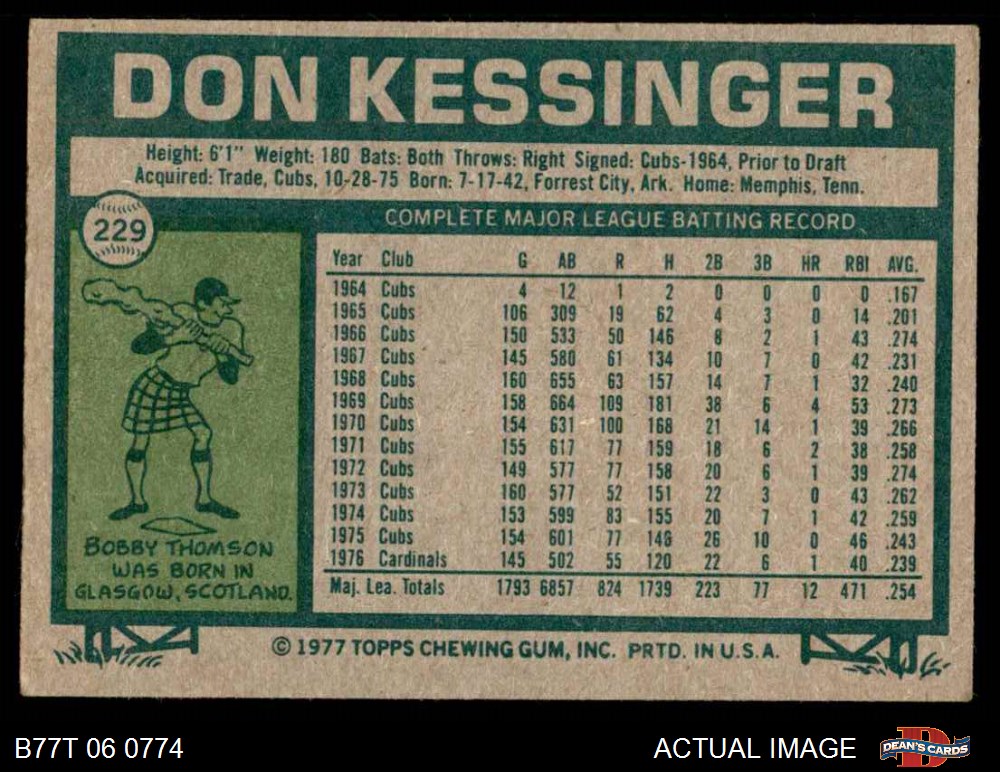 DON KESSINGER
Height: 6'1" Weight: 180 Bats: Both Throws: Right Signed: Cubs-1964, Prior to Draft
Acquired: Trade, Cubs, 10-28-75 Born: 7-17-42, Forrest City, Ark. Home: Memphis, Tenn.
229
COMPLETE MAJOR LEAGUE BATTING RECORD
Year Club G AB R H 2B 3B HR RBI AVG.
1964 Cubs 4 12 1 2 0 0 0 0 .167
1965 Cubs 106 309 19 62 4 3 0 14 .201
1966 Cubs 150 533 50 146 8 2 1 43 .274
1967 Cubs 145 580 61 134 10 7 0 42 .231
1968 Cubs 160 655 63 157 14 7 1 32 .240
1969 Cubs 158 664 109 181 38 6 4 53 .273
1970 Cubs 154 631 100 168 21 14 1 39 .266
1971 Cubs 155 617 77 159 18 6 2 38 .258
1972 Cubs 149 577 77 158 20 6 1 39 .274
1973 Cubs 160 577 52 151 22 3 0 43 .262
1974 Cubs 153 599 83 155 20 7 1 42 .259
1975 Cubs 154 601 77 146 26 10 0 46 .243
1976 Cardinals 145 502 55 120 22 6 1 40 .239
Maj. Lea. Totals 1793 6857 824 1739 223 77 12 471 .254
BOBBY THOMSON
WAS BORN IN
GLASGOW, SCOTLAND.
© 1977 TOPPS CHEWING GUM, INC. PRTD. IN U.S.A.
B77T 06 0774
ACTUAL IMAGE
D
DEAN'S CARDS